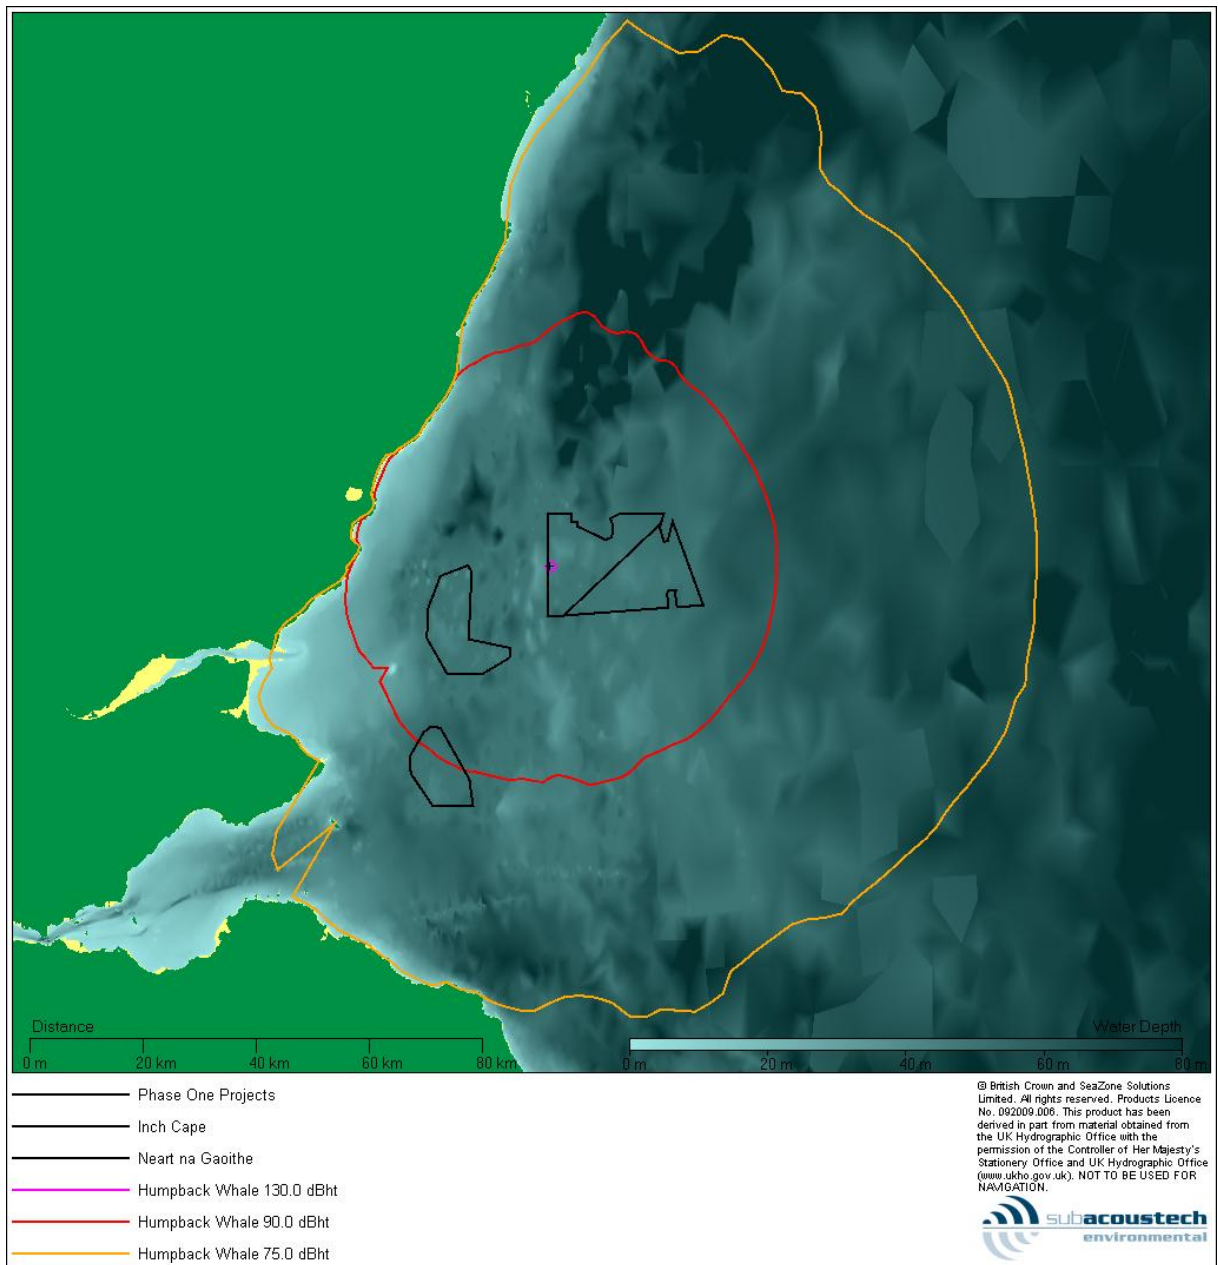 Distance
0 m 20 km 40 km 60 km 80 km
Water Depth
0 m 20 m 40 m 60 m 80 m
Phase One Projects
Inch Cape
Neart na Gaoithe
Humpback Whale 130.0 dBht
Humpback Whale 90.0 dBht
Humpback Whale 75.0 dBht
© British Crown and SeaZone Solutions
Limited. All rights reserved. Products Licence
No. 092009.006. This product has been
derived in part from material obtained from
the UK Hydrographic Office with the
permission of the Controller of Her Majesty's
Stationery Office and UK Hydrographic Office
(www.ukho.gov.uk). NOT TO BE USED FOR
NAVIGATION.
subacoustech
environmental